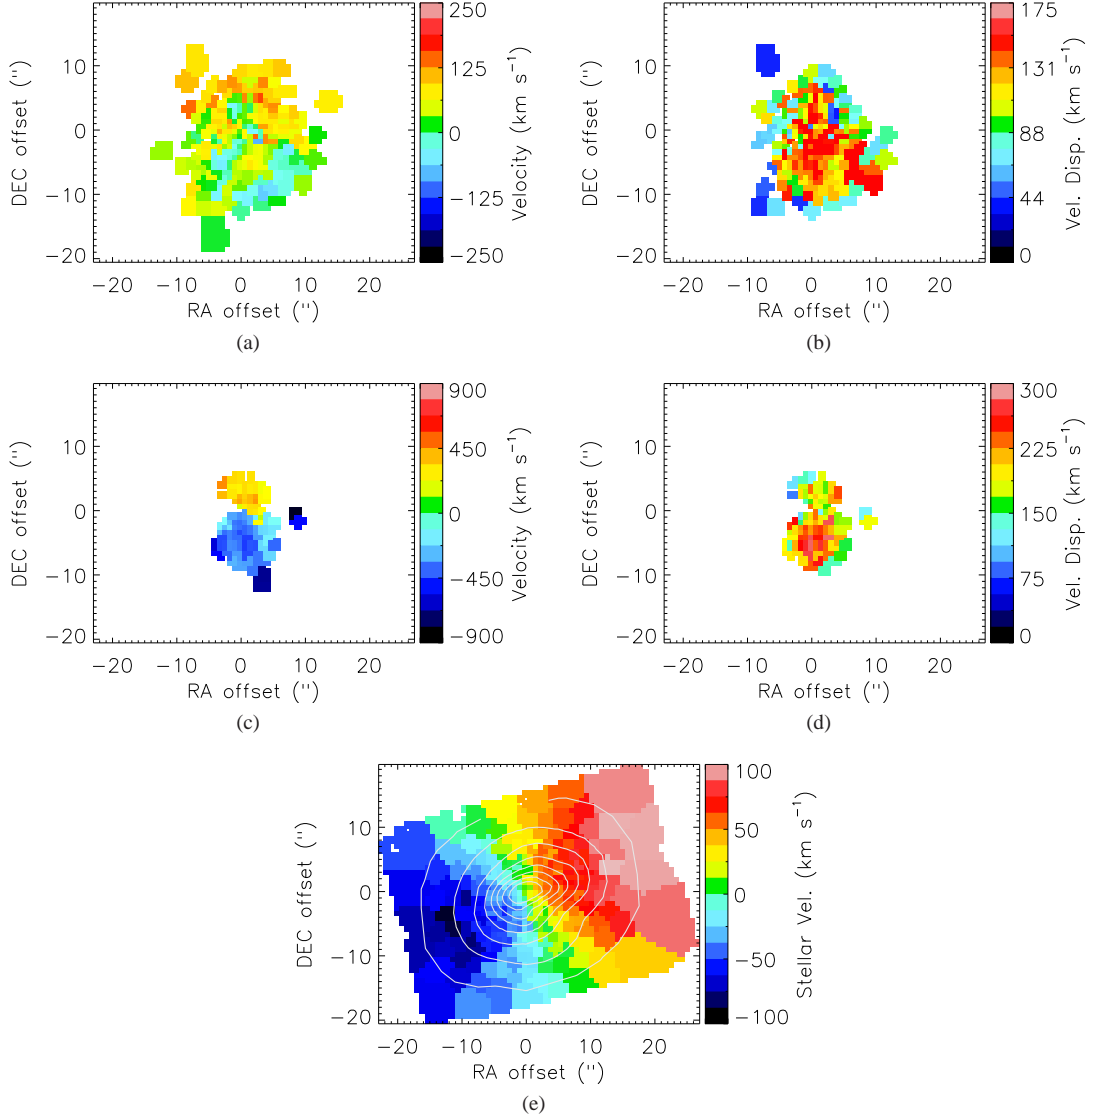 250
125
0
−125
−250
Velocity (km s⁻¹)
10
0
−10
−20
DEC offset ('')
−20 −10 0 10 20
RA offset ('')
(a)
175
131
88
44
0
Vel. Disp. (km s⁻¹)
10
0
−10
−20
DEC offset ('')
−20 −10 0 10 20
RA offset ('')
(b)
900
450
0
−450
−900
Velocity (km s⁻¹)
10
0
−10
−20
DEC offset ('')
−20 −10 0 10 20
RA offset ('')
(c)
300
225
150
75
0
Vel. Disp. (km s⁻¹)
10
0
−10
−20
DEC offset ('')
−20 −10 0 10 20
RA offset ('')
(d)
100
50
0
−50
−100
Stellar Vel. (km s⁻¹)
10
0
−10
−20
DEC offset ('')
−20 −10 0 10 20
RA offset ('')
(e)